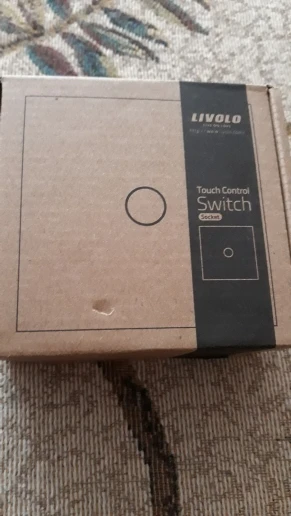 LIVOLO
Touch Control
Switch
Socket